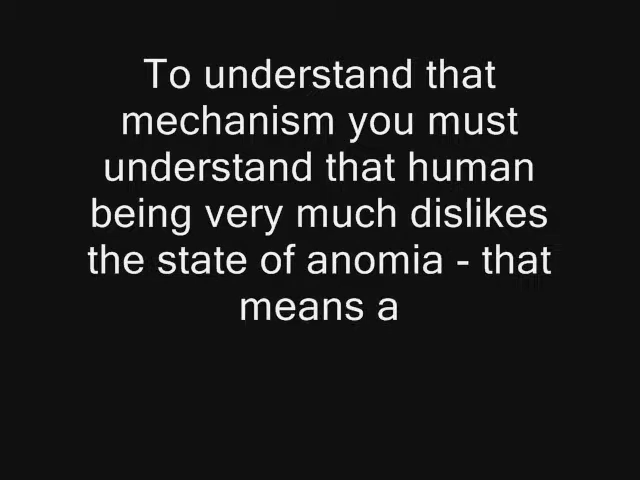 To understand that
mechanism you must
understand that human
being very much dislikes
the state of anomia - that
means a